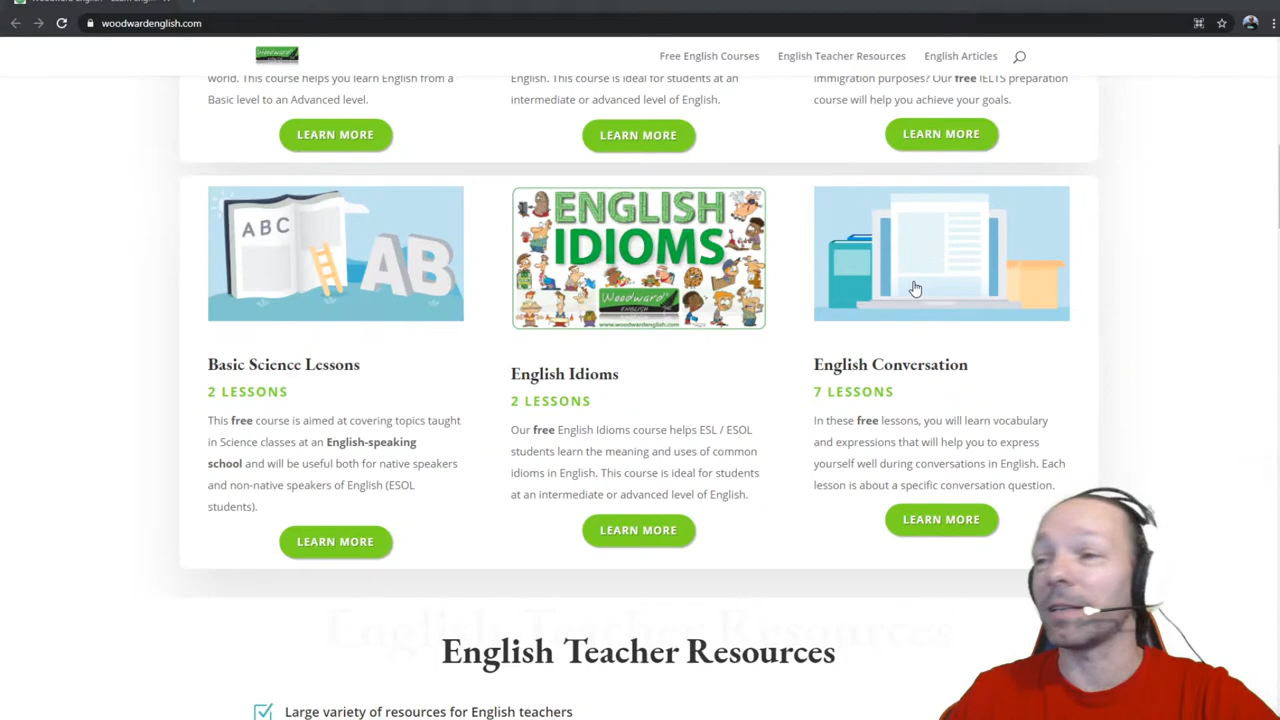 woodwardenglish.com
Woodward
Free English Courses
English Teacher Resources
English Articles
world. This course helps you learn English from a
Basic level to an Advanced level.
LEARN MORE
English. This course is ideal for students at an
intermediate or advanced level of English.
LEARN MORE
immigration purposes? Our free IELTS preparation
course will help you achieve your goals.
LEARN MORE
ABC
AB
Basic Science Lessons
2 LESSONS
This free course is aimed at covering topics taught
in Science classes at an English-speaking
school and will be useful both for native speakers
and non-native speakers of English (ESOL
students).
LEARN MORE
ENGLISH
IDIOMS
Woodward
ENGLISH
www.woodwardenglish.com
English Idioms
2 LESSONS
Our free English Idioms course helps ESL / ESOL
students learn the meaning and uses of common
idioms in English. This course is ideal for students
at an intermediate or advanced level of English.
LEARN MORE
English Conversation
7 LESSONS
In these free lessons, you will learn vocabulary
and expressions that will help you to express
yourself well during conversations in English. Each
lesson is about a specific conversation question.
LEARN MORE
English Teacher Resources
English Teacher Resources
Large variety of resources for English teachers